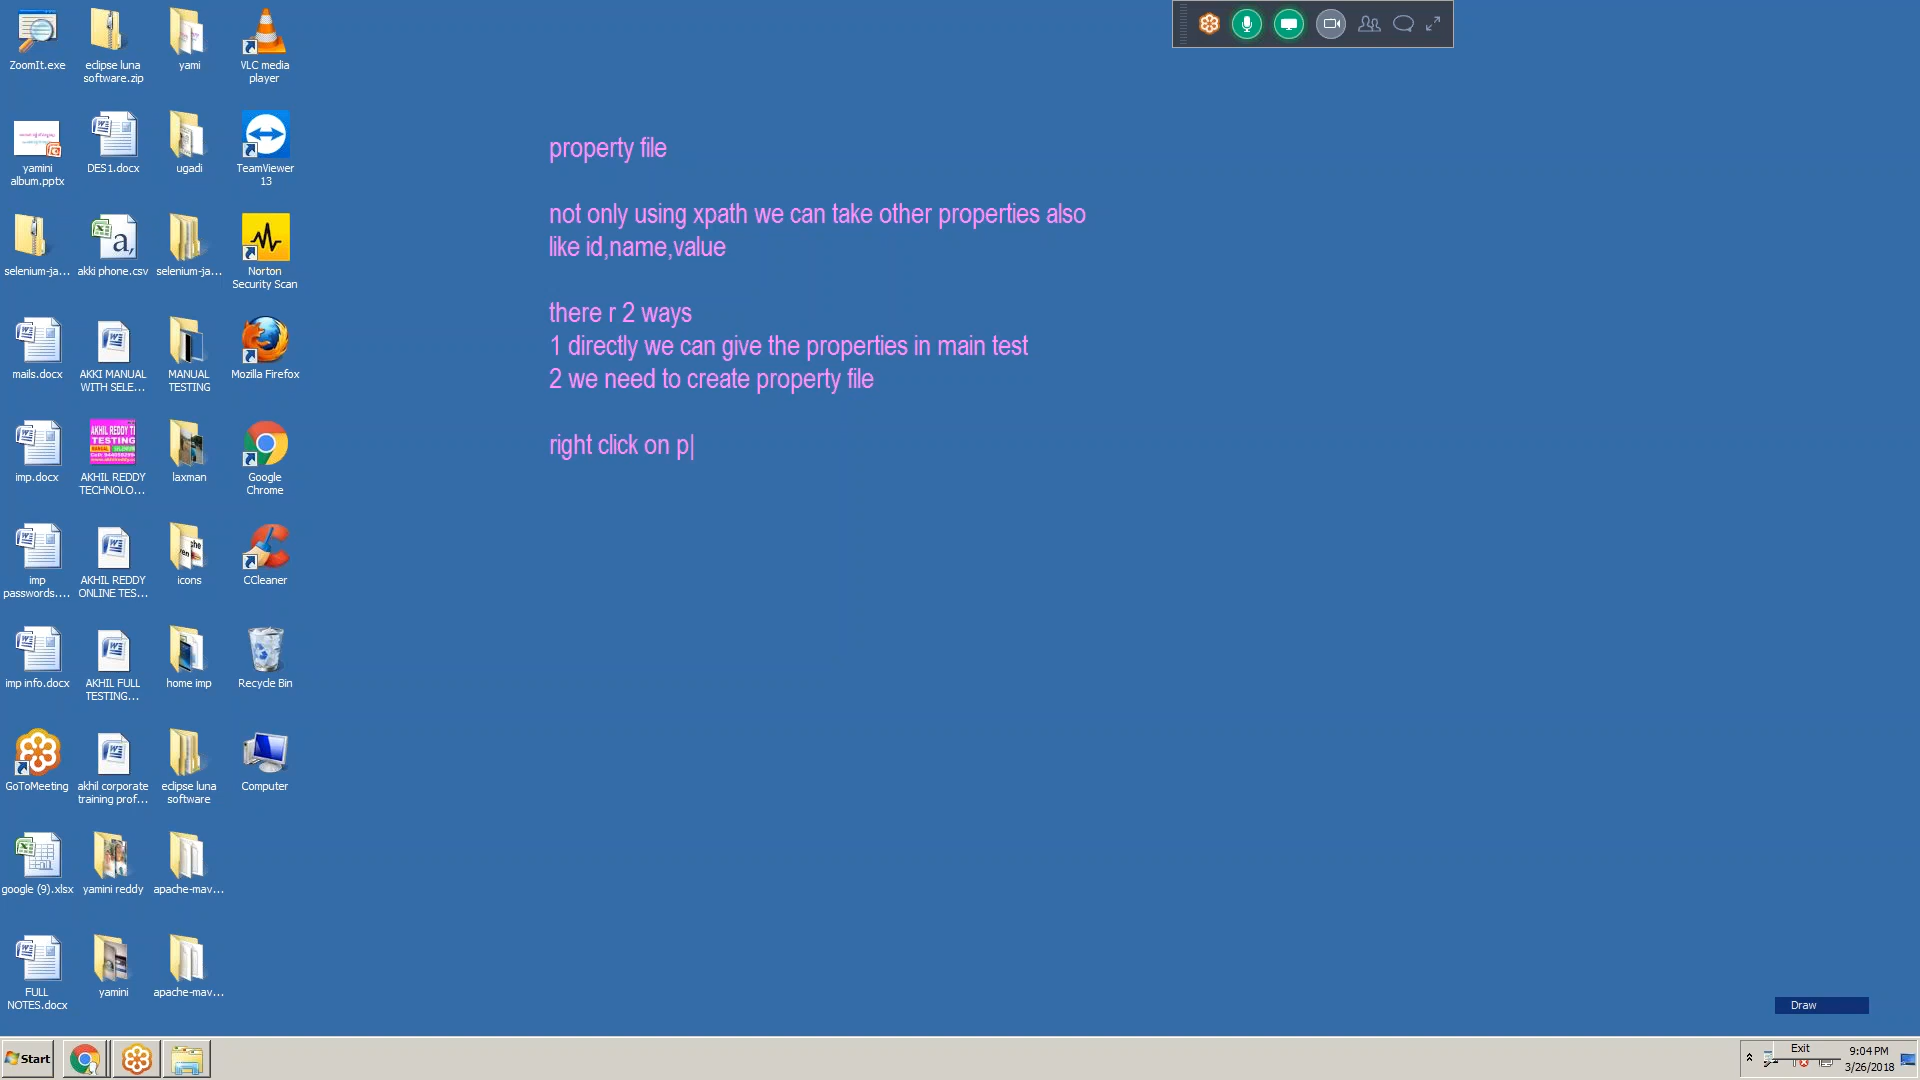 ZoomIt.exe
eclipse luna
software.zip
yami
VLC media
player
property file
not only using xpath we can take other properties also
like id,name,value
there r 2 ways
1 directly we can give the properties in main test
2 we need to create property file
right click on p
yamini
album.pptx
DES1.docx
ugadi
TeamViewer
13
selenium-ja...
akki phone.csv
selenium-ja...
Norton
Security Scan
mails.docx
AKKI MANUAL
WITH SELE...
MANUAL
TESTING
Mozilla Firefox
imp.docx
AKHIL REDDY
TECHNOLO...
laxman
Google
Chrome
imp
passwords....
AKHIL REDDY
ONLINE TES...
icons
CCleaner
imp info.docx
AKHIL FULL
TESTING...
home imp
Recycle Bin
GoToMeeting
akhil corporate
training prof...
eclipse luna
software
Computer
google (9).xlsx
yamini reddy
apache-mav...
FULL
NOTES.docx
yamini
apache-mav...
Draw
Exit
Start
9:04 PM
3/26/2018